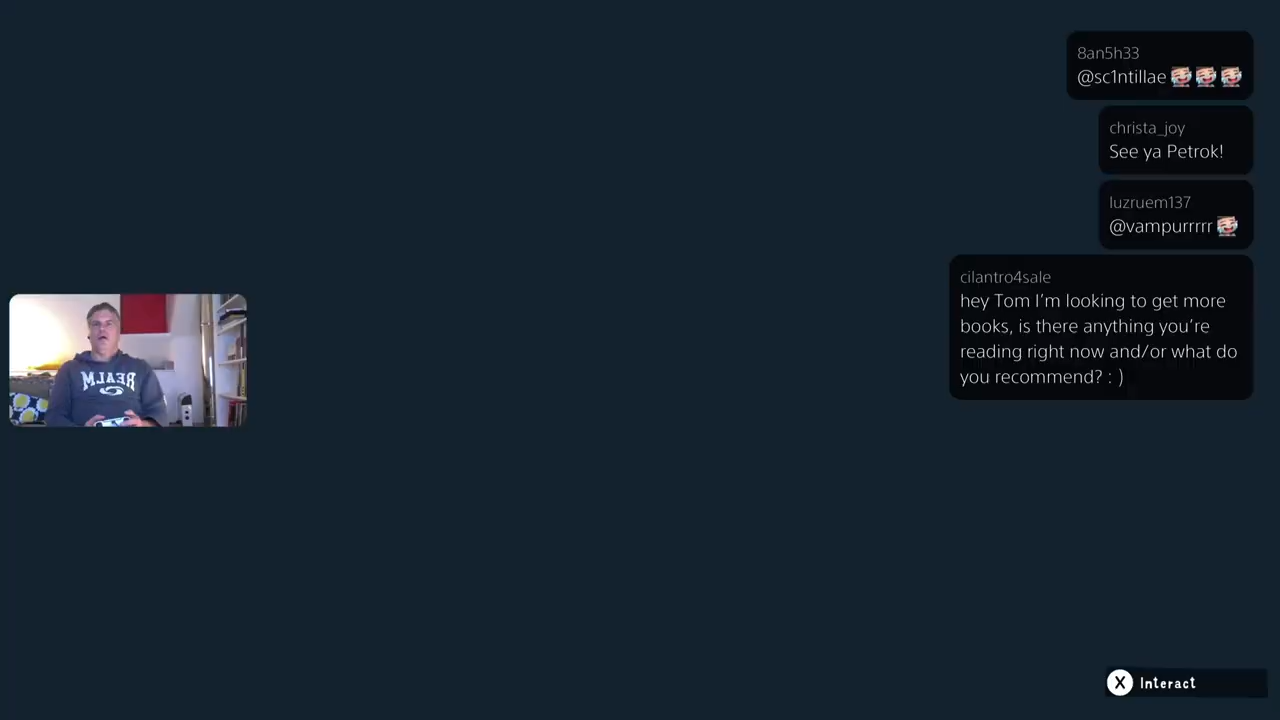 8an5h33
@sc1ntillae
christa_joy
See ya Petrok!
luzruem137
@vampurrrrr
cilantro4sale
hey Tom I'm looking to get more
books, is there anything you're
reading right now and/or what do
you recommend? : )
REALM
X Interact